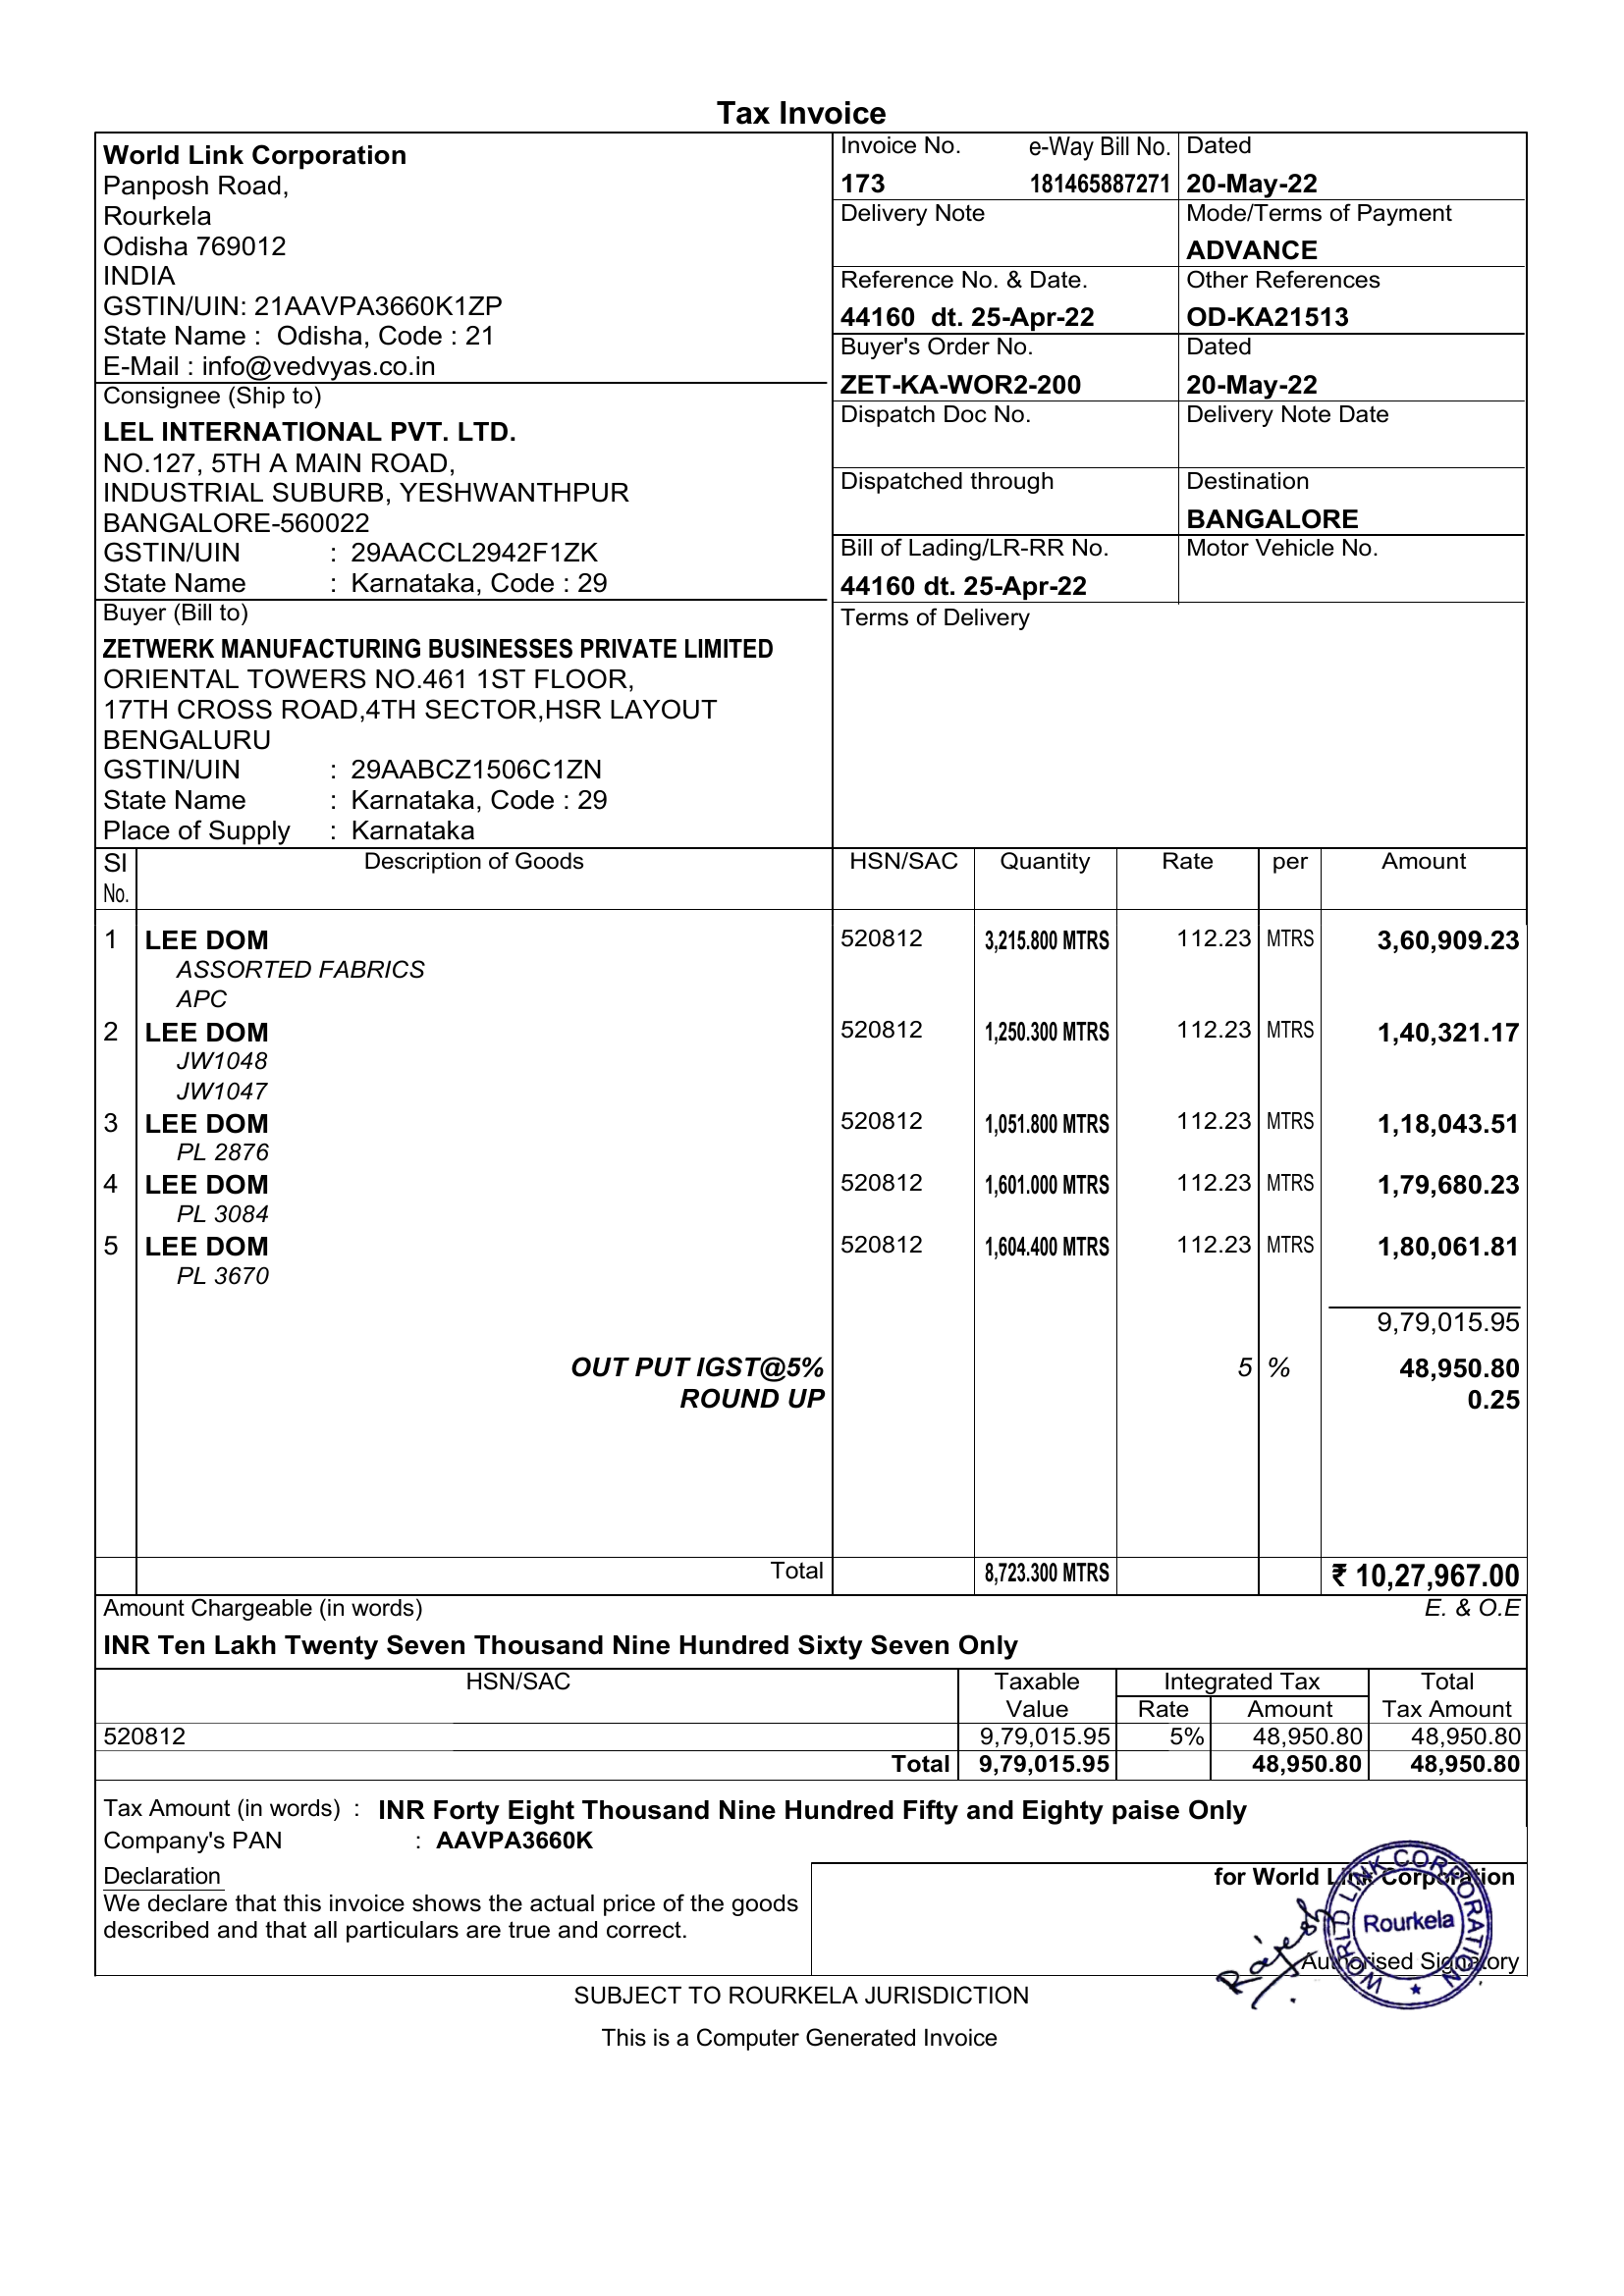 Tax Invoice
World Link Corporation
Panposh Road,
Rourkela
Odisha 769012
INDIA
GSTIN/UIN: 21AAVPA3660K1ZP
State Name : Odisha, Code : 21
E-Mail : info@vedvyas.co.in
Consignee (Ship to)
LEL INTERNATIONAL PVT. LTD.
NO.127, 5TH A MAIN ROAD,
INDUSTRIAL SUBURB, YESHWANTHPUR
BANGALORE-560022
GSTIN/UIN : 29AACCL2942F1ZK
State Name : Karnataka, Code : 29
Buyer (Bill to)
ZETWERK MANUFACTURING BUSINESSES PRIVATE LIMITED
ORIENTAL TOWERS NO.461 1ST FLOOR,
17TH CROSS ROAD,4TH SECTOR,HSR LAYOUT
BENGALURU
GSTIN/UIN : 29AABCZ1506C1ZN
State Name : Karnataka, Code : 29
Place of Supply : Karnataka
Invoice No. e-Way Bill No. Dated
173 181465887271 20-May-22
Delivery Note Mode/Terms of Payment
ADVANCE
Reference No. & Date. Other References
44160 dt. 25-Apr-22 OD-KA21513
Buyer's Order No. Dated
ZET-KA-WOR2-200 20-May-22
Dispatch Doc No. Delivery Note Date
Dispatched through Destination
BANGALORE
Bill of Lading/LR-RR No. Motor Vehicle No.
44160 dt. 25-Apr-22
Terms of Delivery
Sl Description of Goods HSN/SAC Quantity Rate per Amount
No.
1 LEE DOM 520812 3,215.800 MTRS 112.23 MTRS 3,60,909.23
ASSORTED FABRICS
APC
2 LEE DOM 520812 1,250.300 MTRS 112.23 MTRS 1,40,321.17
JW1048
JW1047
3 LEE DOM 520812 1,051.800 MTRS 112.23 MTRS 1,18,043.51
PL 2876
4 LEE DOM 520812 1,601.000 MTRS 112.23 MTRS 1,79,680.23
PL 3084
5 LEE DOM 520812 1,604.400 MTRS 112.23 MTRS 1,80,061.81
PL 3670
9,79,015.95
OUT PUT IGST@5% 5 % 48,950.80
ROUND UP 0.25
Total 8,723.300 MTRS ₹ 10,27,967.00
Amount Chargeable (in words) E. & O.E
INR Ten Lakh Twenty Seven Thousand Nine Hundred Sixty Seven Only
HSN/SAC Taxable Integrated Tax Total
Value Rate Amount Tax Amount
520812 9,79,015.95 5% 48,950.80 48,950.80
Total 9,79,015.95 48,950.80 48,950.80
Tax Amount (in words) : INR Forty Eight Thousand Nine Hundred Fifty and Eighty paise Only
Company's PAN : AAVPA3660K
Declaration
We declare that this invoice shows the actual price of the goods
described and that all particulars are true and correct.
for World Link Corporation
WORLD LINK CORPORATION
Rourkela
Rajesh
Authorised Signatory
SUBJECT TO ROURKELA JURISDICTION
This is a Computer Generated Invoice